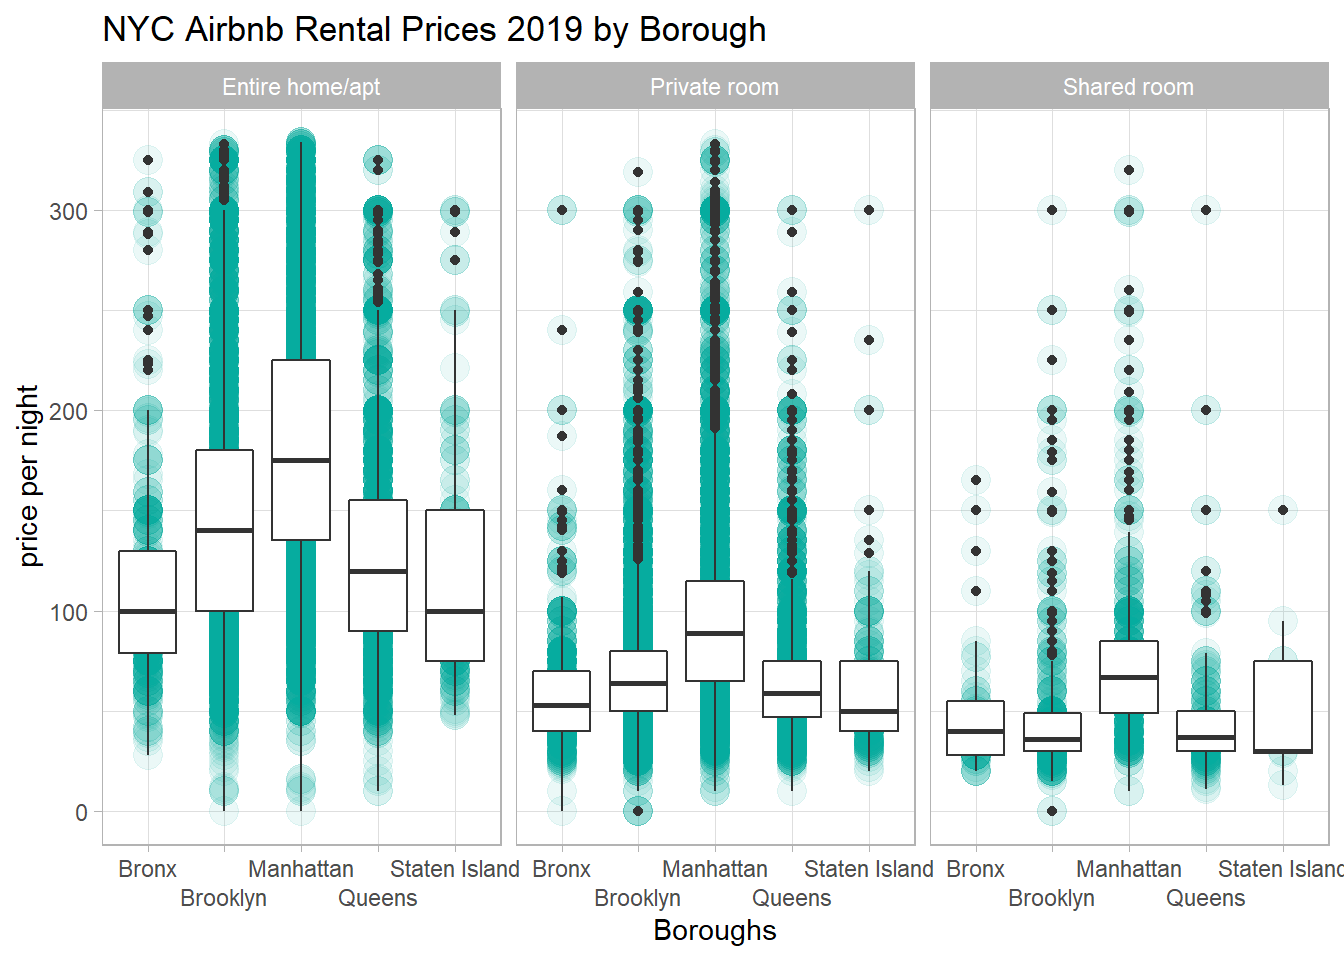 NYC Airbnb Rental Prices 2019 by Borough
Entire home/apt
Private room
Shared room
price per night
300
200
100
0
Bronx
Brooklyn
Manhattan
Queens
Staten Island
Bronx
Brooklyn
Manhattan
Queens
Staten Island
Bronx
Brooklyn
Manhattan
Queens
Staten Island
Boroughs